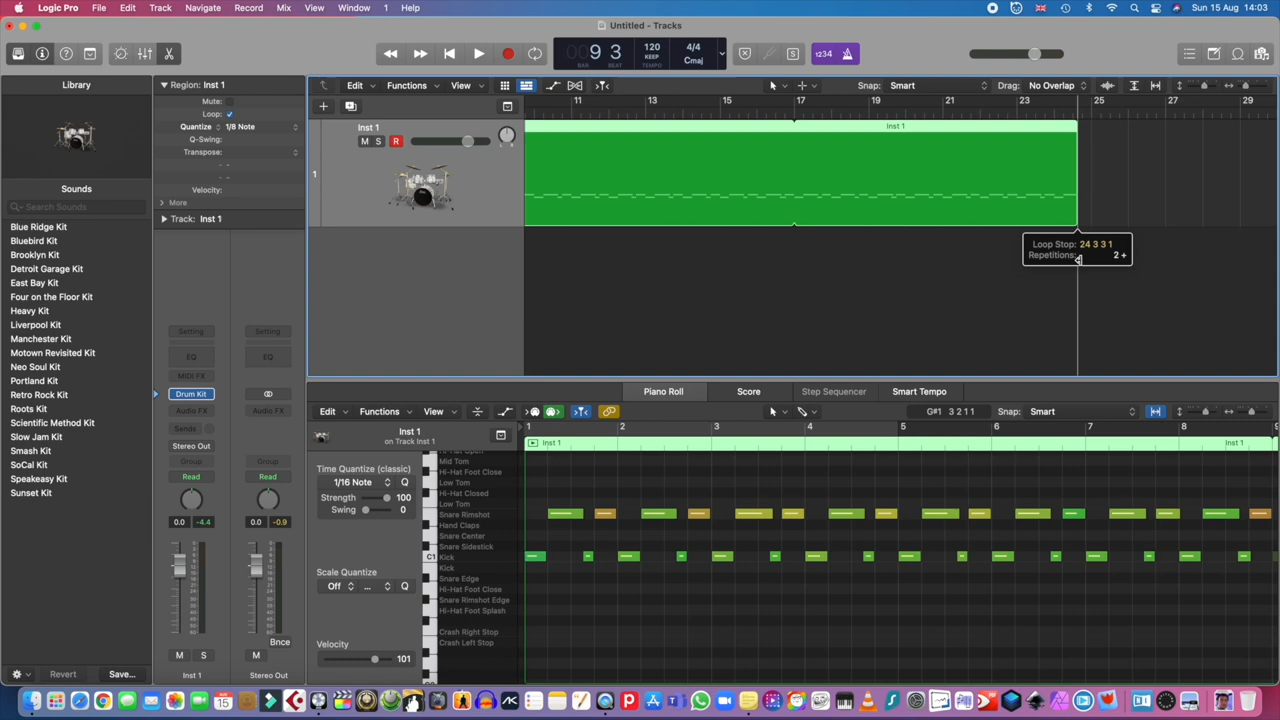 Logic Pro File Edit Track Navigate Record Mix View Window 1 Help Sun 15 Aug 14:03
Untitled - Tracks
9 3 120 4/4
BAR BEAT KEEP TEMPO Cmaj
1234
Library
Sounds
Search Sounds
Blue Ridge Kit
Bluebird Kit
Brooklyn Kit
Detroit Garage Kit
East Bay Kit
Four on the Floor Kit
Heavy Kit
Liverpool Kit
Manchester Kit
Motown Revisited Kit
Neo Soul Kit
Portland Kit
Retro Rock Kit
Roots Kit
Scientific Method Kit
Slow Jam Kit
Smash Kit
SoCal Kit
Speakeasy Kit
Sunset Kit
Revert Save...
Region: Inst 1
Mute:
Loop:
Quantize 1/8 Note
Q-Swing:
Transpose:
Velocity:
More
Track: Inst 1
Setting Setting
EQ EQ
MIDI FX
Drum Kit
Audio FX Audio FX
Sends
Stereo Out
Group Group
Read Read
0.0 -4.4 0.0 -0.9
Bnce
M S M
Inst 1 Stereo Out
Edit Functions View Snap: Smart Drag: No Overlap
11 13 15 17 19 21 23 25 27 29
Inst 1
M S R
1
Inst 1
Loop Stop: 24 3 3 1
Repetitions: 2 +
Piano Roll Score Step Sequencer Smart Tempo
Edit Functions View G#1 3 2 1 1 Snap: Smart
1 2 3 4 5 6 7 8 9
Inst 1
on Track Inst 1
Inst 1 Inst 1
Time Quantize (classic)
1/16 Note Q
Strength 100
Swing 0
Scale Quantize
Off ... Q
Velocity
101
Hi-Hat Open
Mid Tom
Hi-Hat Foot Close
Low Tom
Hi-Hat Closed
Low Tom
Snare Rimshot
Hand Claps
Snare Center
Snare Sidestick
C1 Kick
Kick
Snare Edge
Hi-Hat Foot Close
Snare Rimshot Edge
Hi-Hat Foot Splash
Crash Right Stop
Crash Left Stop